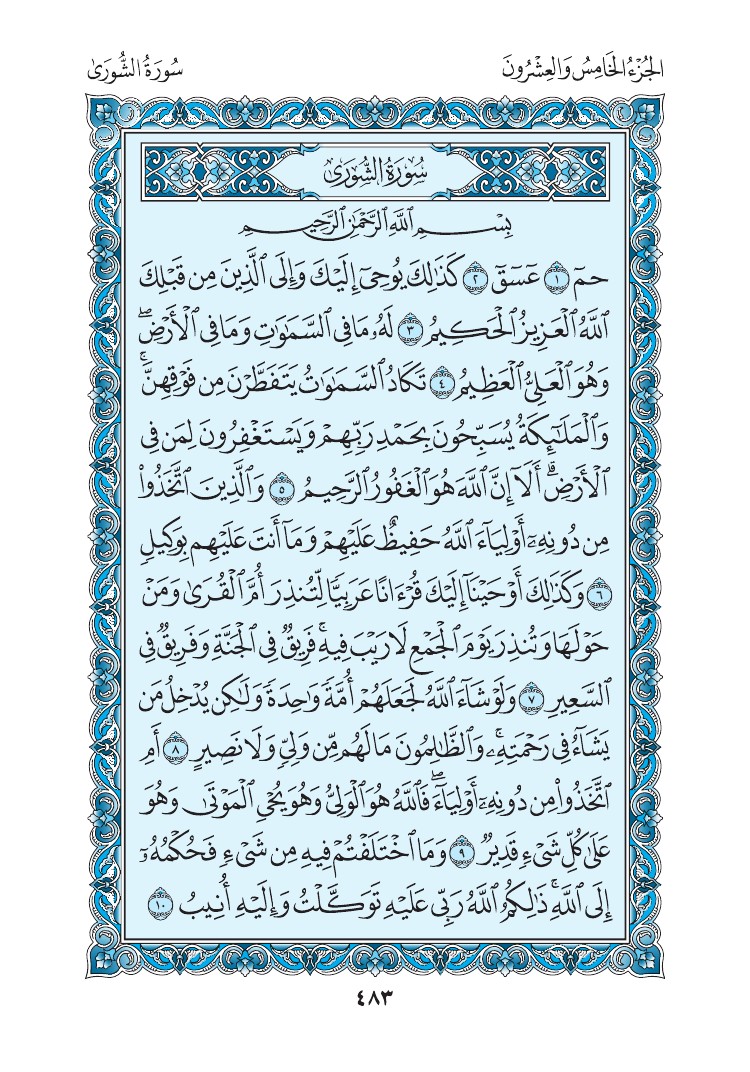 الجُزْءُ الخَامِسُ وَالعِشْرُونَ
سُورَةُ الشُّورَىٰ
سُورَةُ الشُّورَىٰ
بِسْمِ ٱللَّهِ ٱلرَّحْمَٰنِ ٱلرَّحِيمِ
حمٓ ١ عٓسٓقٓ ٢ كَذَٰلِكَ يُوحِىٓ إِلَيْكَ وَإِلَى ٱلَّذِينَ مِن قَبْلِكَ
ٱللَّهُ ٱلْعَزِيزُ ٱلْحَكِيمُ ٣ لَهُۥ مَا فِى ٱلسَّمَٰوَٰتِ وَمَا فِى ٱلْأَرْضِۖ
وَهُوَ ٱلْعَلِىُّ ٱلْعَظِيمُ ٤ تَكَادُ ٱلسَّمَٰوَٰتُ يَتَفَطَّرْنَ مِن فَوْقِهِنَّۚ
وَٱلْمَلَٰٓئِكَةُ يُسَبِّحُونَ بِحَمْدِ رَبِّهِمْ وَيَسْتَغْفِرُونَ لِمَن فِى
ٱلْأَرْضِۗ أَلَآ إِنَّ ٱللَّهَ هُوَ ٱلْغَفُورُ ٱلرَّحِيمُ ٥ وَٱلَّذِينَ ٱتَّخَذُوا۟
مِن دُونِهِۦٓ أَوْلِيَآءَ ٱللَّهُ حَفِيظٌ عَلَيْهِمْ وَمَآ أَنتَ عَلَيْهِم بِوَكِيلٍ
٦ وَكَذَٰلِكَ أَوْحَيْنَآ إِلَيْكَ قُرْءَانًا عَرَبِيًّا لِّتُنذِرَ أُمَّ ٱلْقُرَىٰ وَمَنْ
حَوْلَهَا وَتُنذِرَ يَوْمَ ٱلْجَمْعِ لَا رَيْبَ فِيهِۚ فَرِيقٌ فِى ٱلْجَنَّةِ وَفَرِيقٌ فِى
ٱلسَّعِيرِ ٧ وَلَوْ شَآءَ ٱللَّهُ لَجَعَلَهُمْ أُمَّةً وَٰحِدَةً وَلَٰكِن يُدْخِلُ مَن
يَشَآءُ فِى رَحْمَتِهِۦۚ وَٱلظَّٰلِمُونَ مَا لَهُم مِّن وَلِىٍّ وَلَا نَصِيرٍ ٨ أَمِ
ٱتَّخَذُوا۟ مِن دُونِهِۦٓ أَوْلِيَآءَۖ فَٱللَّهُ هُوَ ٱلْوَلِىُّ وَهُوَ يُحْىِ ٱلْمَوْتَىٰ وَهُوَ
عَلَىٰ كُلِّ شَىْءٍ قَدِيرٌ ٩ وَمَا ٱخْتَلَفْتُمْ فِيهِ مِن شَىْءٍ فَحُكْمُهُۥٓ
إِلَى ٱللَّهِۚ ذَٰلِكُمُ ٱللَّهُ رَبِّى عَلَيْهِ تَوَكَّلْتُ وَإِلَيْهِ أُنِيبُ ١٠
٤٨٣